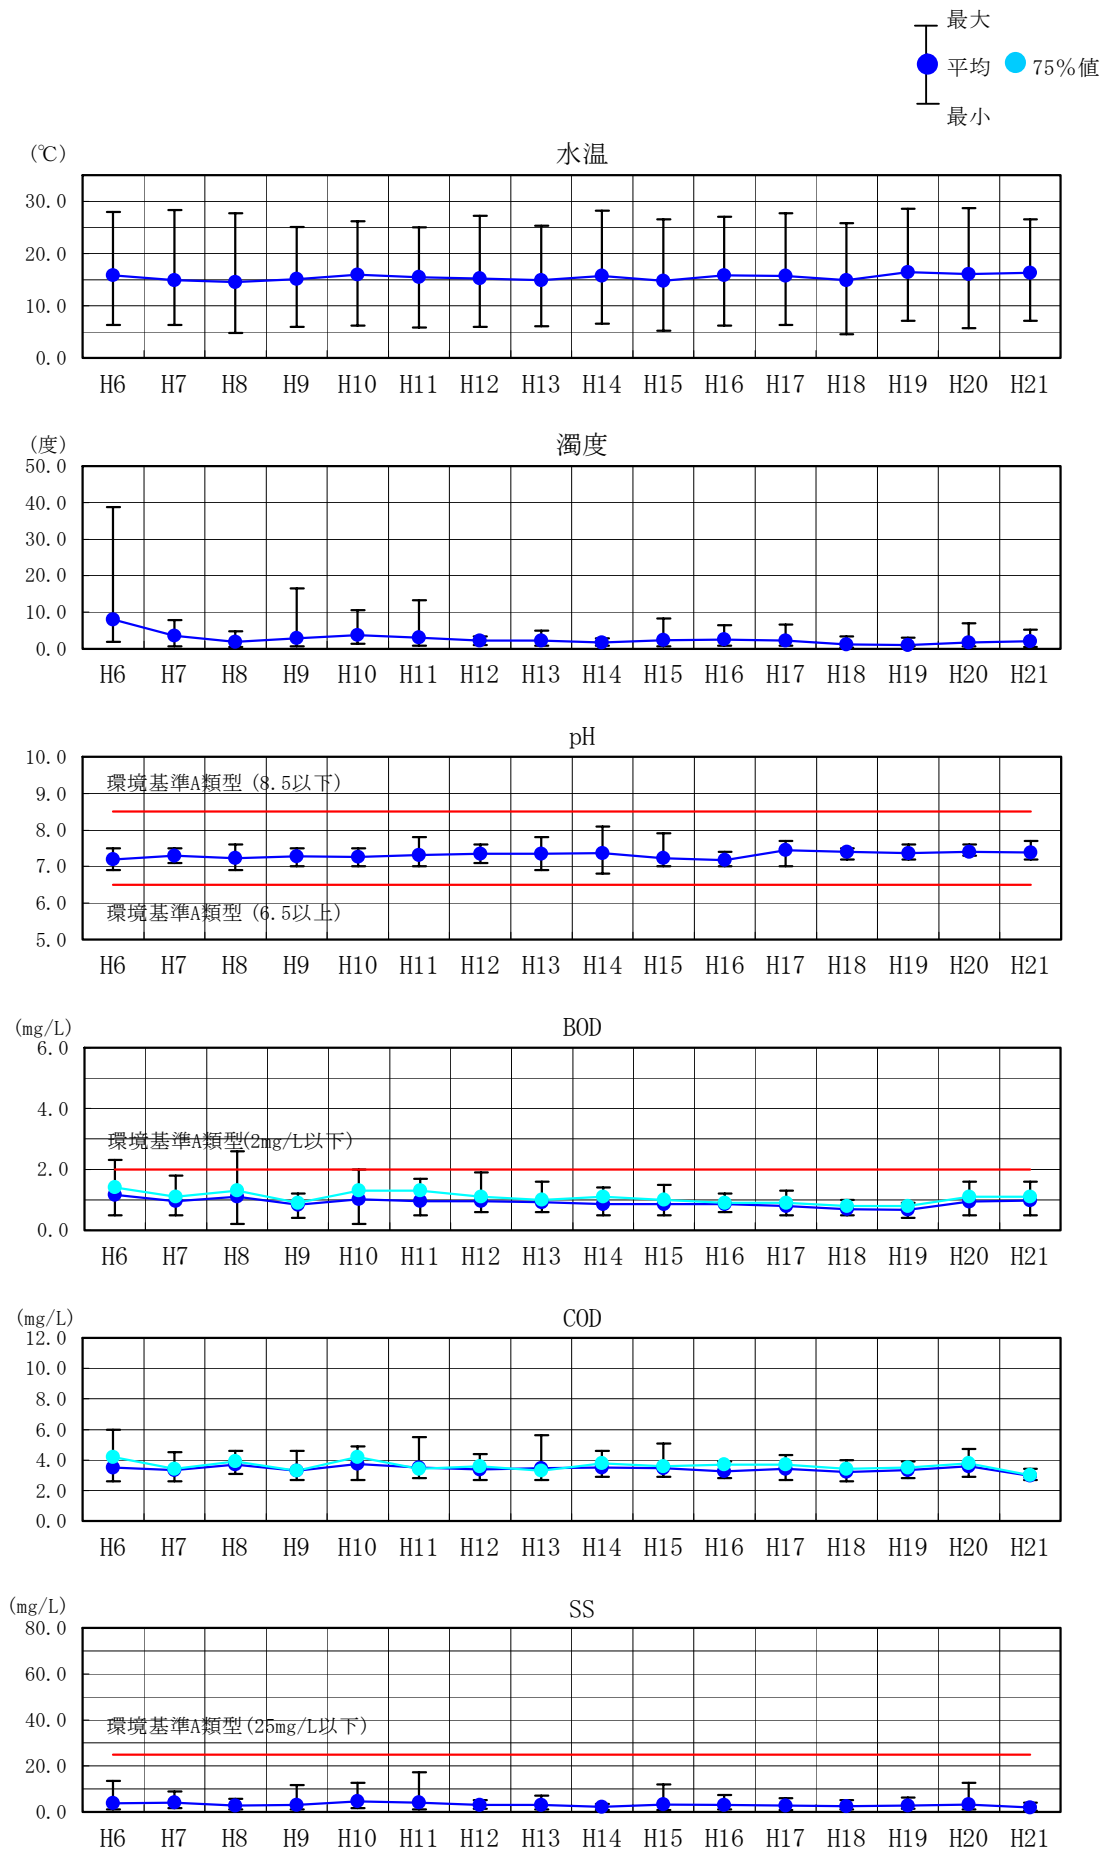 最大
平均 75%値
最小
(℃) 水温
30.0
20.0
10.0
0.0
H6 H7 H8 H9 H10 H11 H12 H13 H14 H15 H16 H17 H18 H19 H20 H21
(度) 濁度
50.0
40.0
30.0
20.0
10.0
0.0
H6 H7 H8 H9 H10 H11 H12 H13 H14 H15 H16 H17 H18 H19 H20 H21
pH
10.0
環境基準A類型(8.5以下)
9.0
8.0
7.0
6.0
環境基準A類型(6.5以上)
5.0
H6 H7 H8 H9 H10 H11 H12 H13 H14 H15 H16 H17 H18 H19 H20 H21
(mg/L) BOD
6.0
4.0
環境基準A類型(2mg/L以下)
2.0
0.0
H6 H7 H8 H9 H10 H11 H12 H13 H14 H15 H16 H17 H18 H19 H20 H21
(mg/L) COD
12.0
10.0
8.0
6.0
4.0
2.0
0.0
H6 H7 H8 H9 H10 H11 H12 H13 H14 H15 H16 H17 H18 H19 H20 H21
(mg/L) SS
80.0
60.0
40.0
環境基準A類型(25mg/L以下)
20.0
0.0
H6 H7 H8 H9 H10 H11 H12 H13 H14 H15 H16 H17 H18 H19 H20 H21